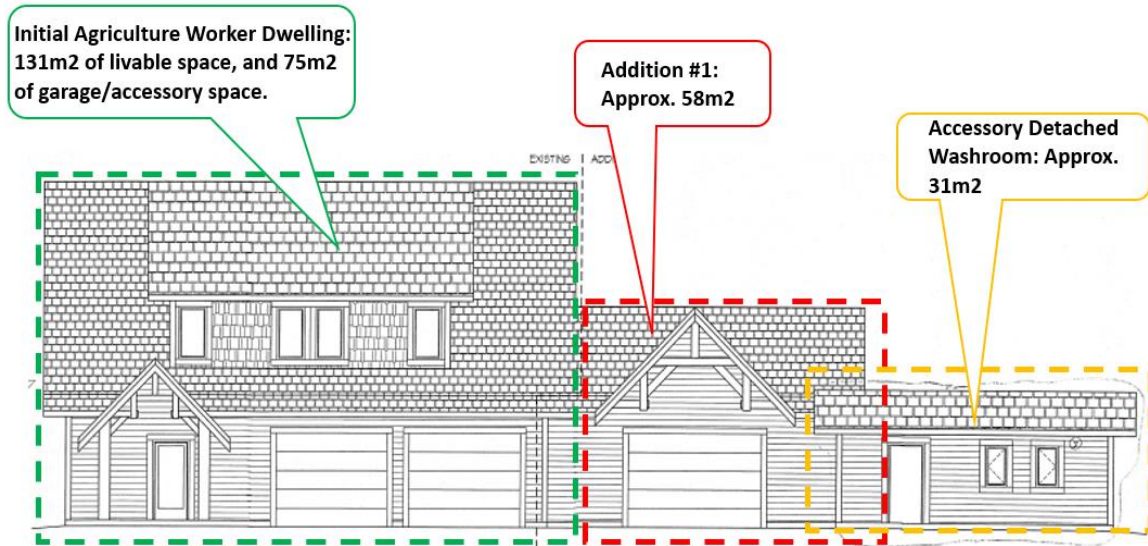 Initial Agriculture Worker Dwelling:
131m2 of livable space, and 75m2
of garage/accessory space.
Addition #1:
Approx. 58m2
Accessory Detached
Washroom: Approx.
31m2
EXISTING
ADD